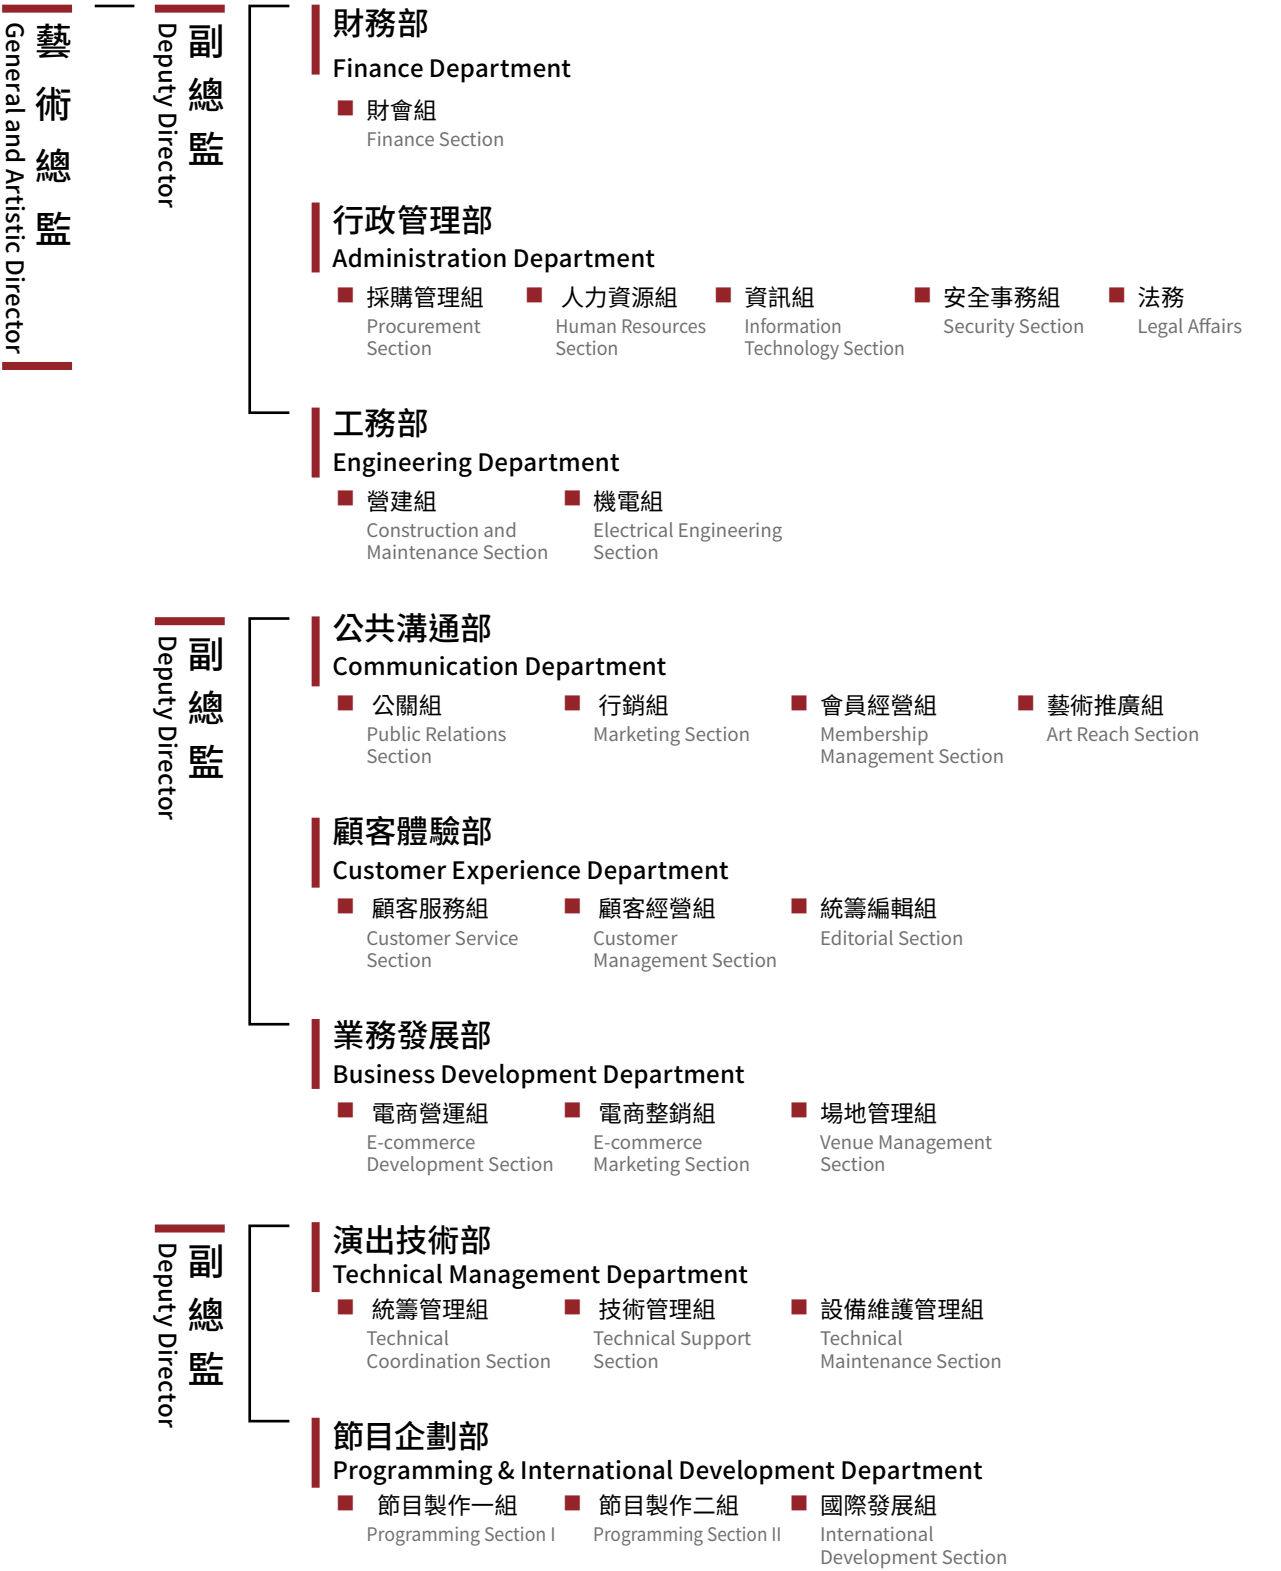 藝術總監
General and Artistic Director
副總監
Deputy Director
財務部
Finance Department
財會組
Finance Section
行政管理部
Administration Department
採購管理組
Procurement
Section
人力資源組
Human Resources
Section
資訊組
Information
Technology Section
安全事務組
Security Section
法務
Legal Affairs
工務部
Engineering Department
營建組
Construction and
Maintenance Section
機電組
Electrical Engineering
Section
副總監
Deputy Director
公共溝通部
Communication Department
公關組
Public Relations
Section
行銷組
Marketing Section
會員經營組
Membership
Management Section
藝術推廣組
Art Reach Section
顧客體驗部
Customer Experience Department
顧客服務組
Customer Service
Section
顧客經營組
Customer
Management Section
統籌編輯組
Editorial Section
業務發展部
Business Development Department
電商營運組
E-commerce
Development Section
電商整銷組
E-commerce
Marketing Section
場地管理組
Venue Management
Section
副總監
Deputy Director
演出技術部
Technical Management Department
統籌管理組
Technical
Coordination Section
技術管理組
Technical Support
Section
設備維護管理組
Technical
Maintenance Section
節目企劃部
Programming & International Development Department
節目製作一組
Programming Section I
節目製作二組
Programming Section II
國際發展組
International
Development Section